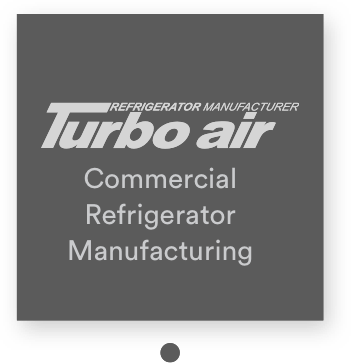 REFRIGERATOR MANUFACTURER
Turbo air
Commercial
Refrigerator
Manufacturing